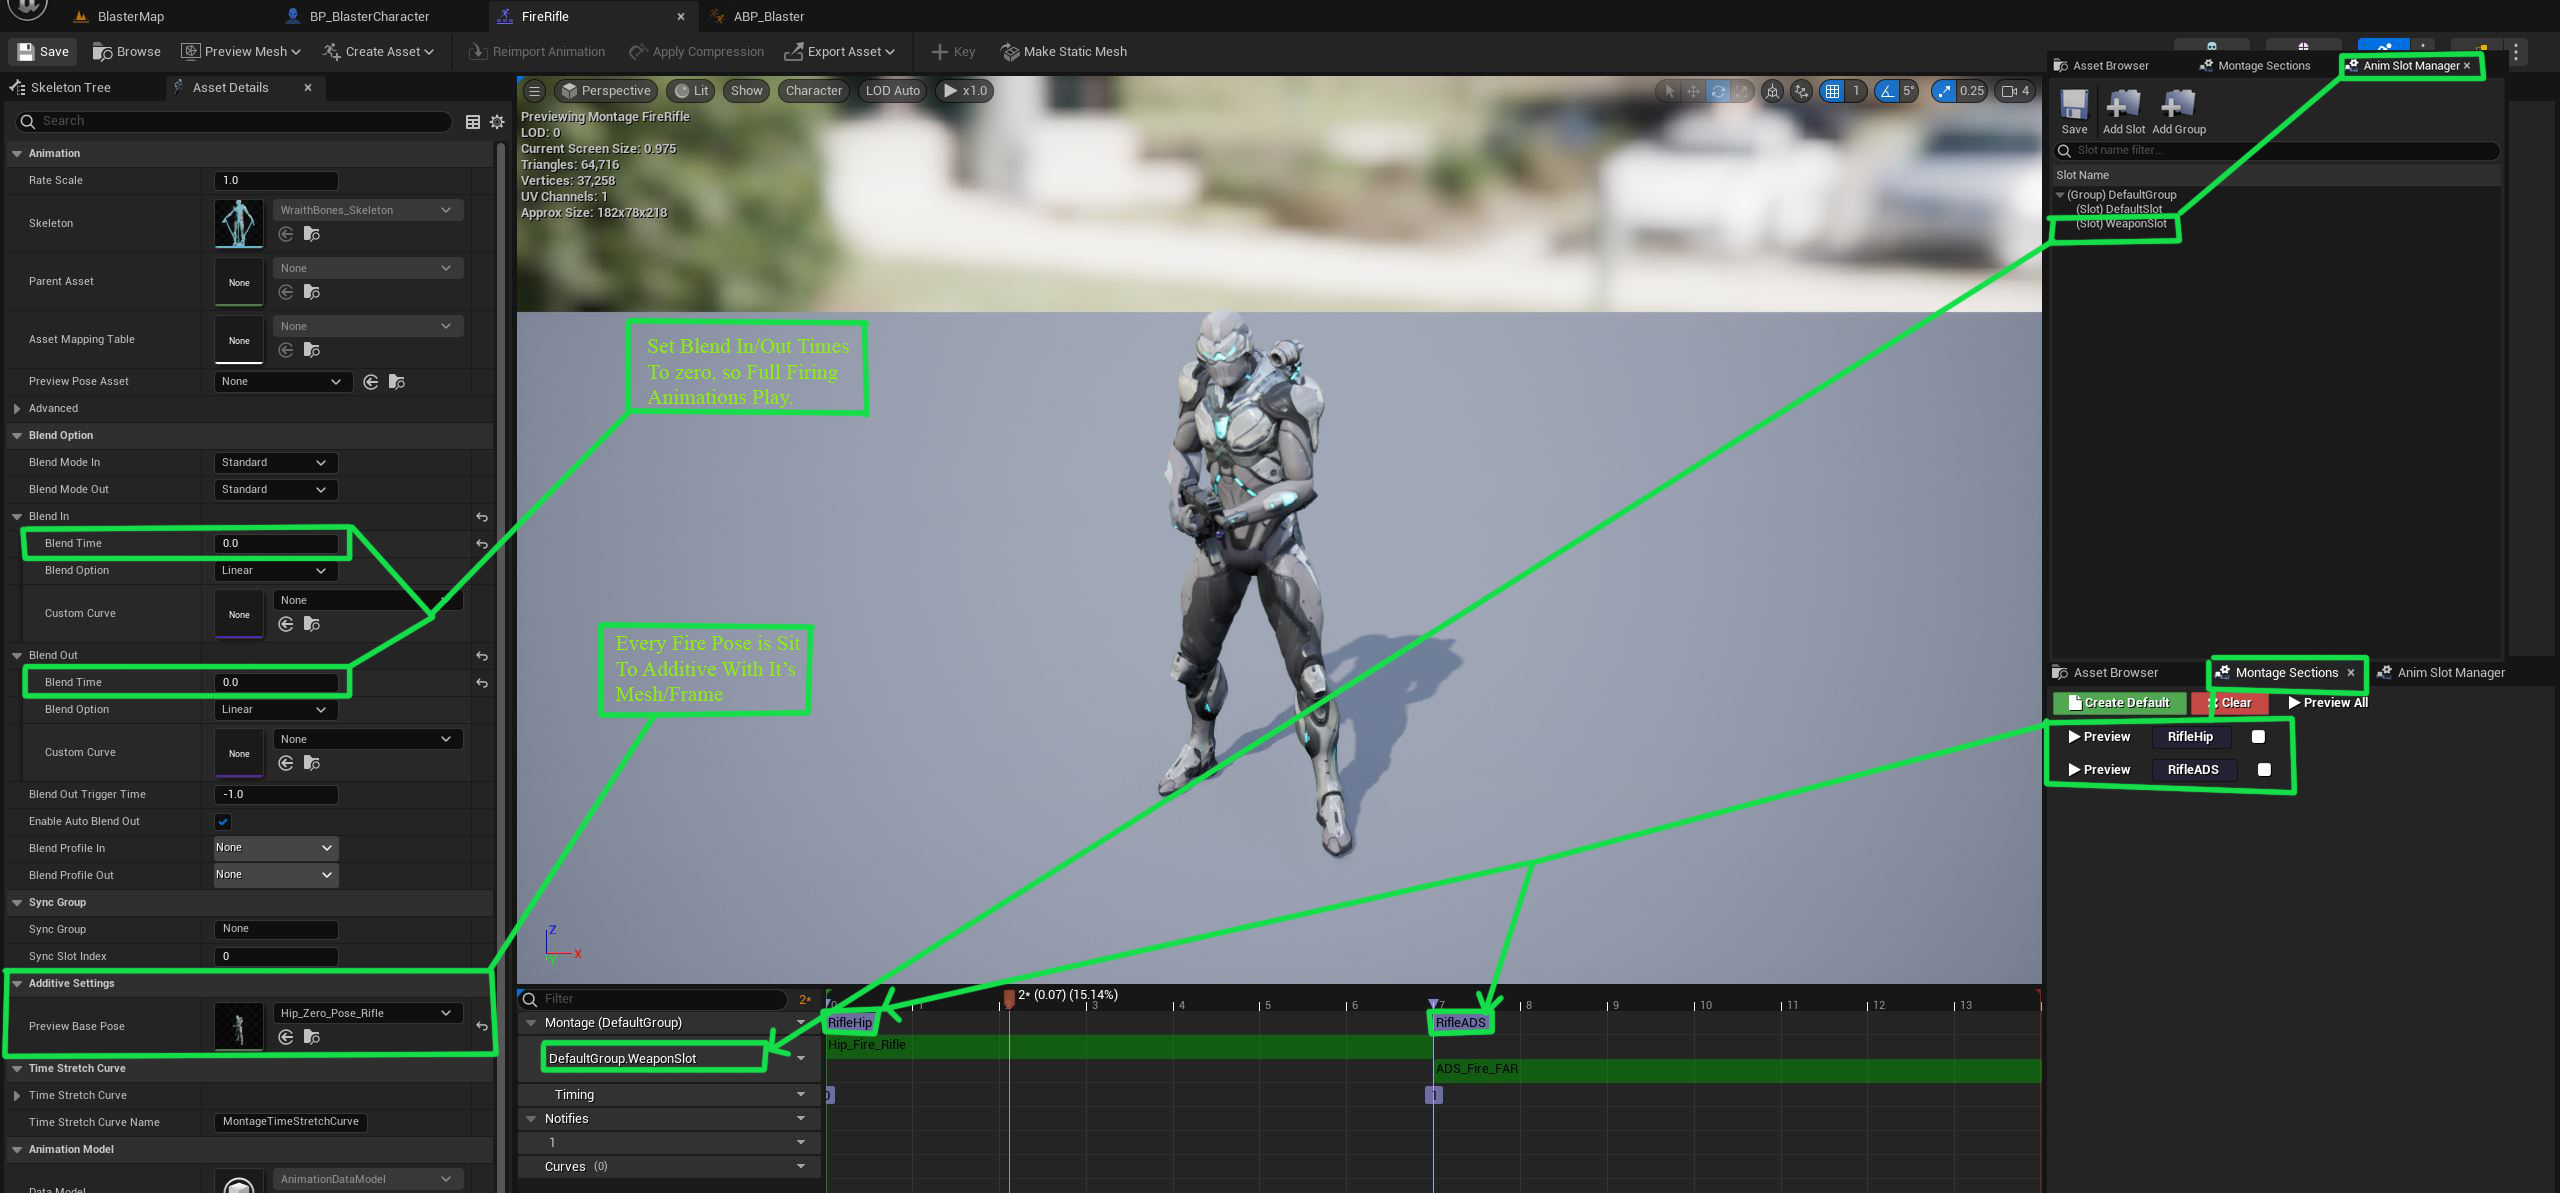 BlasterMap
BP_BlasterCharacter
FireRifle
ABP_Blaster
Save
Browse
Preview Mesh
Create Asset
Reimport Animation
Apply Compression
Export Asset
Key
Make Static Mesh
Skeleton Tree
Asset Details
Search
Animation
Rate Scale
1.0
Skeleton
WraithBones_Skeleton
Parent Asset
None
None
Asset Mapping Table
None
None
Preview Pose Asset
None
Advanced
Blend Option
Blend Mode In
Standard
Blend Mode Out
Standard
Blend In
Blend Time
0.0
Blend Option
Linear
Custom Curve
None
None
Blend Out
Blend Time
0.0
Blend Option
Linear
Custom Curve
None
None
Blend Out Trigger Time
-1.0
Enable Auto Blend Out
Blend Profile In
None
Blend Profile Out
None
Sync Group
Sync Group
None
Sync Slot Index
0
Additive Settings
Preview Base Pose
Hip_Zero_Pose_Rifle
Time Stretch Curve
Time Stretch Curve
Time Stretch Curve Name
MontageTimeStretchCurve
Animation Model
Data Model
AnimationDataModel
Perspective
Lit
Show
Character
LOD Auto
x1.0
1
5°
0.25
4
Previewing Montage FireRifle
LOD: 0
Current Screen Size: 0.975
Triangles: 64,716
Vertices: 37,258
UV Channels: 1
Approx Size: 182x78x218
Set Blend In/Out Times
To zero, so Full Firing
Animations Play.
Every Fire Pose is Sit
To Additive With It's
Mesh/Frame
Z
X
Y
Filter
2*
2* (0.07) (15.14%)
0
1
2
3
4
5
6
7
8
9
10
11
12
13
Montage (DefaultGroup)
RifleHip
RifleADS
DefaultGroup.WeaponSlot
Hip_Fire_Rifle
ADS_Fire_FAR
Timing
0
1
Notifies
1
Curves (0)
Asset Browser
Montage Sections
Anim Slot Manager
Save
Add Slot
Add Group
Slot name filter...
Slot Name
(Group) DefaultGroup
(Slot) DefaultSlot
(Slot) WeaponSlot
Asset Browser
Montage Sections
Anim Slot Manager
Create Default
Clear
Preview All
Preview
RifleHip
Preview
RifleADS